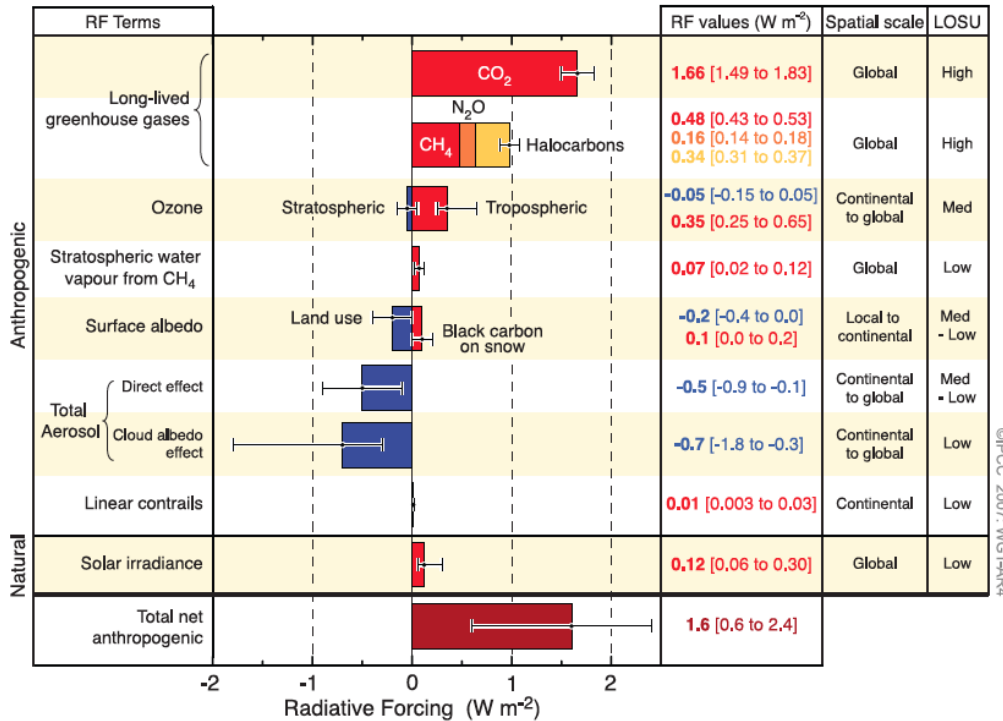 RF Terms
RF values (W m⁻²)
Spatial scale
LOSU
Anthropogenic
Natural
Long-lived
greenhouse gases
CO₂
1.66 [1.49 to 1.83]
Global
High
N₂O
CH₄
Halocarbons
0.48 [0.43 to 0.53]
0.16 [0.14 to 0.18]
0.34 [0.31 to 0.37]
Global
High
Ozone
Stratospheric
Tropospheric
-0.05 [-0.15 to 0.05]
0.35 [0.25 to 0.65]
Continental
to global
Med
Stratospheric water
vapour from CH₄
0.07 [0.02 to 0.12]
Global
Low
Surface albedo
Land use
Black carbon
on snow
-0.2 [-0.4 to 0.0]
0.1 [0.0 to 0.2]
Local to
continental
Med
- Low
Total
Aerosol
Direct effect
-0.5 [-0.9 to -0.1]
Continental
to global
Med
- Low
Cloud albedo
effect
-0.7 [-1.8 to -0.3]
Continental
to global
Low
Linear contrails
0.01 [0.003 to 0.03]
Continental
Low
Solar irradiance
0.12 [0.06 to 0.30]
Global
Low
Total net
anthropogenic
1.6 [0.6 to 2.4]
-2
-1
0
1
2
Radiative Forcing (W m⁻²)
©IPCC 2007: WG1-AR4